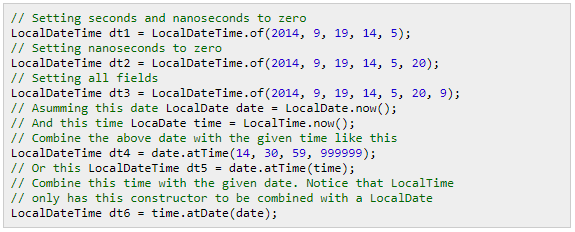 // Setting seconds and nanoseconds to zero
LocalDateTime dt1 = LocalDateTime.of(2014, 9, 19, 14, 5);
// Setting nanoseconds to zero
LocalDateTime dt2 = LocalDateTime.of(2014, 9, 19, 14, 5, 20);
// Setting all fields
LocalDateTime dt3 = LocalDateTime.of(2014, 9, 19, 14, 5, 20, 9);
// Asumming this date LocalDate date = LocalDate.now();
// And this time LocaDate time = LocalTime.now();
// Combine the above date with the given time like this
LocalDateTime dt4 = date.atTime(14, 30, 59, 999999);
// Or this LocalDateTime dt5 = date.atTime(time);
// Combine this time with the given date. Notice that LocalTime
// only has this constructor to be combined with a LocalDate
LocalDateTime dt6 = time.atDate(date);